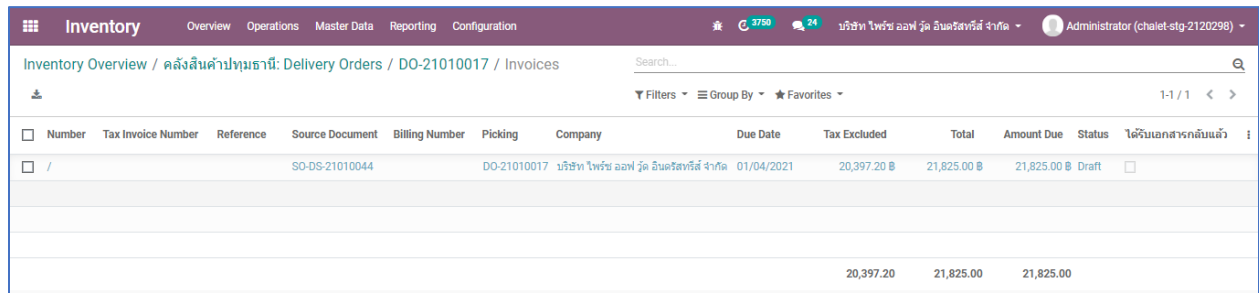 Inventory Overview Operations Master Data Reporting Configuration 3750 24 บริษัท ไพร์ซ ออฟ วู้ด อินดรัสทรีส์ จำกัด Administrator (chalet-stg-2120298)
Inventory Overview / คลังสินค้าปทุมธานี: Delivery Orders / DO-21010017 / Invoices Search...
Filters Group By Favorites 1-1 / 1
Number Tax Invoice Number Reference Source Document Billing Number Picking Company Due Date Tax Excluded Total Amount Due Status ได้รับเอกสารกลับแล้ว
/ SO-DS-21010044 DO-21010017 บริษัท ไพร์ซ ออฟ วู้ด อินดรัสทรีส์ จำกัด 01/04/2021 20,397.20 ฿ 21,825.00 ฿ 21,825.00 ฿ Draft
20,397.20 21,825.00 21,825.00